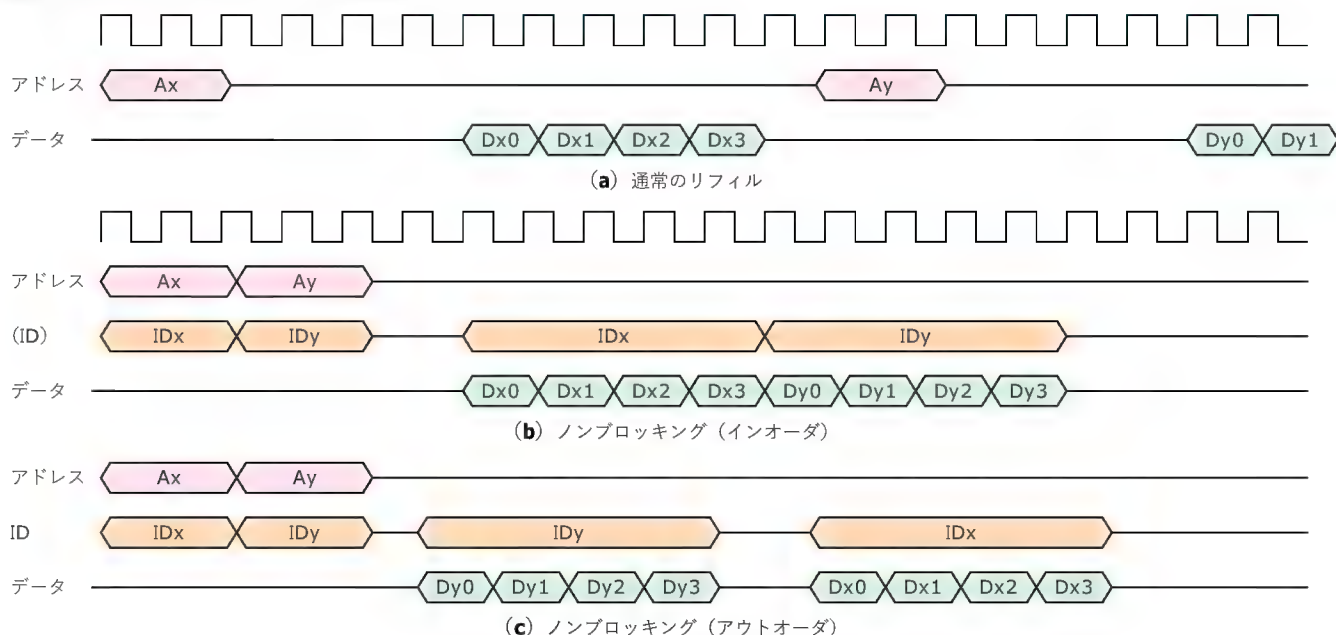 アドレス Ax Ay
データ Dx0 Dx1 Dx2 Dx3 Dy0 Dy1
(a) 通常のリフィル
アドレス Ax Ay
(ID) IDx IDy IDx IDy
データ Dx0 Dx1 Dx2 Dx3 Dy0 Dy1 Dy2 Dy3
(b) ノンブロッキング(インオーダ)
アドレス Ax Ay
ID IDx IDy IDy IDx
データ Dy0 Dy1 Dy2 Dy3 Dx0 Dx1 Dx2 Dx3
(c) ノンブロッキング(アウトオーダ)